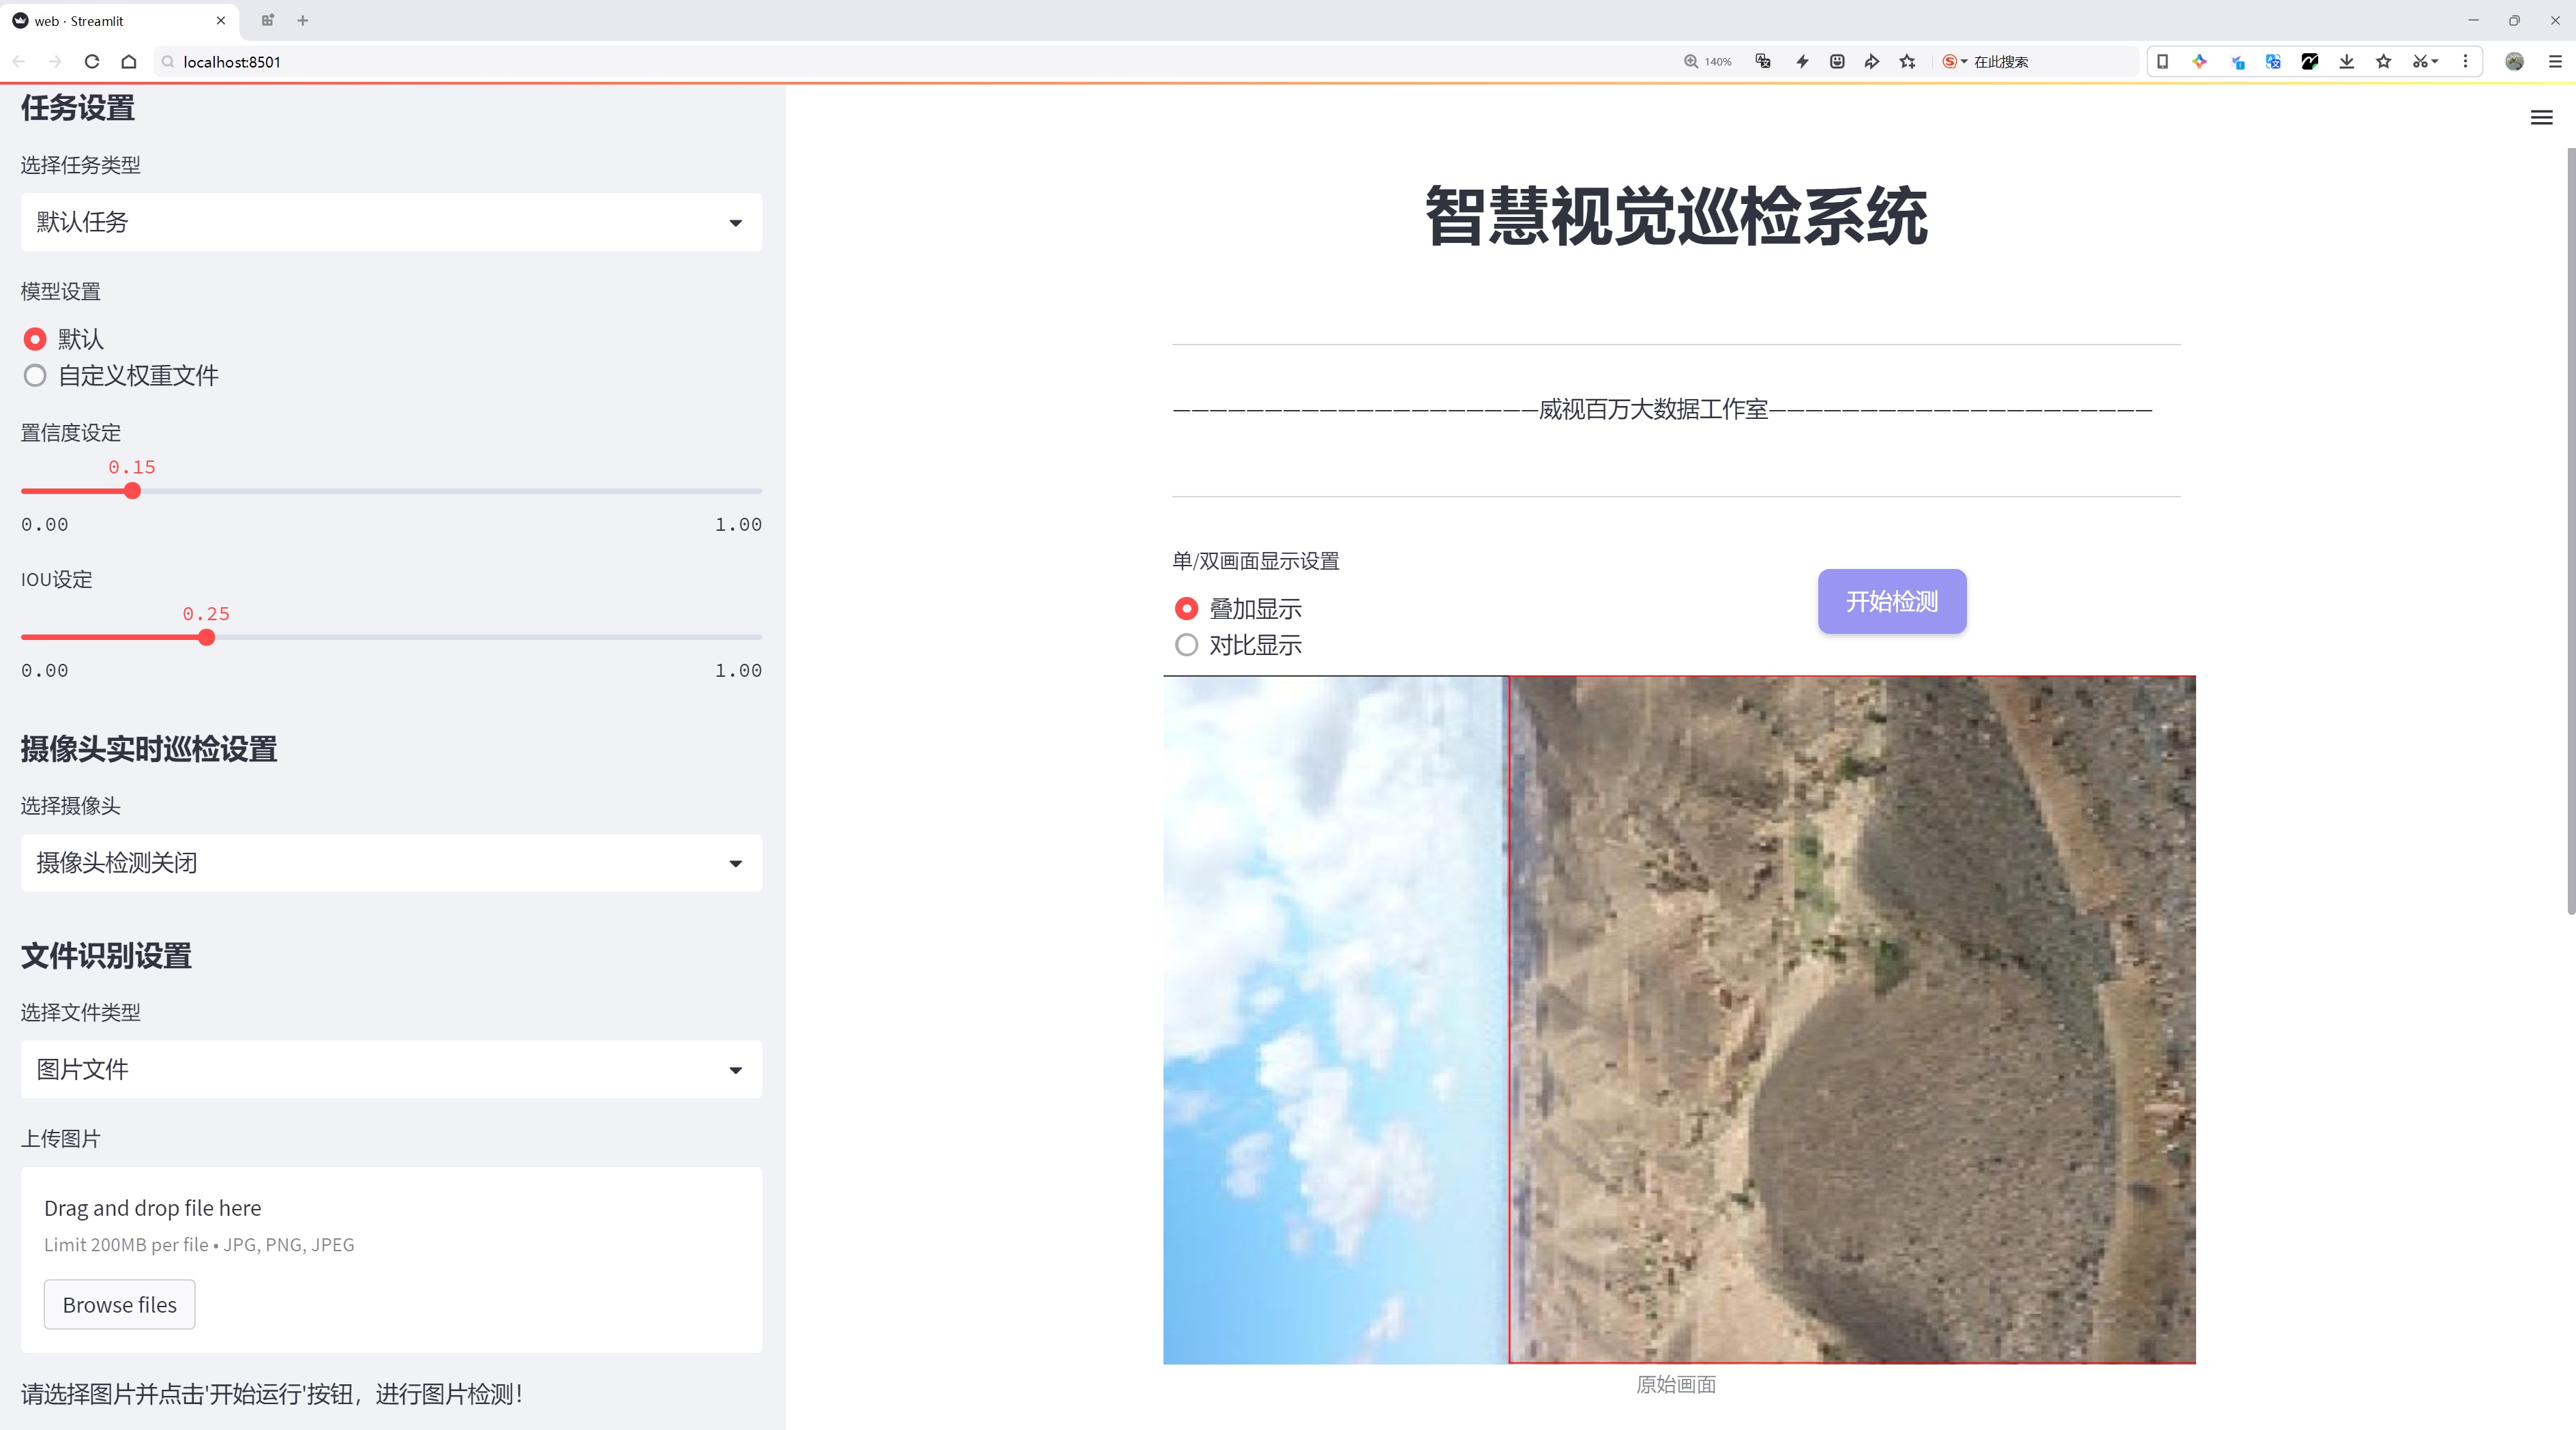 web · Streamlit
localhost:8501
140%
在此搜索
任务设置
选择任务类型
默认任务
模型设置
默认
自定义权重文件
置信度设定
0.15
0.00
1.00
IOU设定
0.25
0.00
1.00
摄像头实时巡检设置
选择摄像头
摄像头检测关闭
文件识别设置
选择文件类型
图片文件
上传图片
Drag and drop file here
Limit 200MB per file • JPG, PNG, JPEG
Browse files
请选择图片并点击'开始运行'按钮，进行图片检测！
智慧视觉巡检系统
————————————————————威视百万大数据工作室—————————————————————
单/双画面显示设置
叠加显示
对比显示
开始检测
原始画面